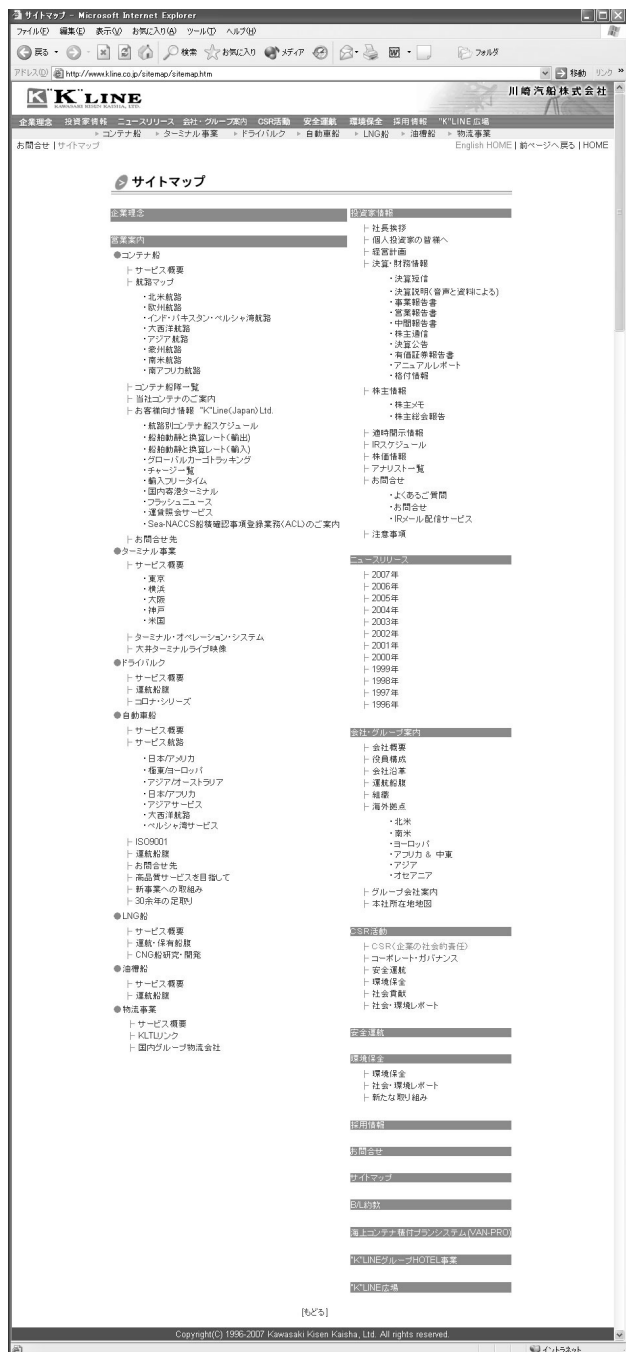 サイトマップ - Microsoft Internet Explorer
ファイル(F) 編集(E) 表示(V) お気に入り(A) ツール(T) ヘルプ(H)
戻る 検索 お気に入り メディア フォルダ
アドレス(D) http://www.kline.co.jp/sitemap/sitemap.htm 移動 リンク »
K "K" LINE 川崎汽船株式会社
KAWASAKI KISEN KAISHA, LTD.
企業理念 投資家情報 ニュースリリース 会社・グループ案内 CSR活動 安全運航 環境保全 採用情報 "K"LINE 広場
コンテナ船 ターミナル事業 ドライバルク 自動車船 LNG船 油槽船 物流事業
お問合せ | サイトマップ English HOME | 前ページへ戻る | HOME
サイトマップ
企業理念
営業案内
●コンテナ船
├ サービス概要
├ 航路マップ
・北米航路
・欧州航路
・インド・パキスタン・ペルシャ湾航路
・大西洋航路
・アジア航路
・豪州航路
・南米航路
・南アフリカ航路
├ コンテナ船隊一覧
├ 当社コンテナのご案内
├ お客様向け情報 "K"Line(Japan) Ltd.
・航路別コンテナ船スケジュール
・船舶動静と換算レート(輸出)
・船舶動静と換算レート(輸入)
・グローバルカーゴトラッキング
・チャージ一覧
・輸入フリータイム
・国内寄港ターミナル
・フラッシュニュース
・運賃照会サービス
・Sea-NACCS船積確認事項登録業務(ACL)のご案内
├ お問合せ先
●ターミナル事業
├ サービス概要
・東京
・横浜
・大阪
・神戸
・米国
├ ターミナル・オペレーション・システム
├ 大井ターミナルライブ映像
●ドライバルク
├ サービス概要
├ 運航船腹
├ コロナ・シリーズ
●自動車船
├ サービス概要
├ サービス航路
・日本/アメリカ
・極東/ヨーロッパ
・アジア/オーストラリア
・日本/アフリカ
・アジアサービス
・大西洋航路
・ペルシャ湾サービス
├ ISO9001
├ 運航船腹
├ お問合せ先
├ 高品質サービスを目指して
├ 新事業への取組み
├ 30余年の足取り
●LNG船
├ サービス概要
├ 運航・保有船腹
├ CNG船研究・開発
●油槽船
├ サービス概要
├ 運航船腹
●物流事業
├ サービス概要
├ KLTLリンク
├ 国内グループ物流会社
投資家情報
├ 社長挨拶
├ 個人投資家の皆様へ
├ 経営計画
├ 決算・財務情報
・決算短信
・決算説明(音声と資料による)
・事業報告書
・営業報告書
・中間報告書
・株主通信
・決算公告
・有価証券報告書
・アニュアルレポート
・格付情報
├ 株主情報
・株主メモ
・株主総会報告
├ 適時開示情報
├ IRスケジュール
├ 株価情報
├ アナリスト一覧
├ お問合せ
・よくあるご質問
・お問合せ
・IRメール配信サービス
├ 注意事項
ニュースリリース
├ 2007年
├ 2006年
├ 2005年
├ 2004年
├ 2003年
├ 2002年
├ 2001年
├ 2000年
├ 1999年
├ 1998年
├ 1997年
├ 1996年
会社・グループ案内
├ 会社概要
├ 役員構成
├ 会社沿革
├ 運航船腹
├ 組織
├ 海外拠点
・北米
・南米
・ヨーロッパ
・アフリカ & 中東
・アジア
・オセアニア
├ グループ会社案内
├ 本社所在地地図
CSR活動
├ CSR(企業の社会的責任)
├ コーポレート・ガバナンス
├ 安全運航
├ 環境保全
├ 社会貢献
├ 社会・環境レポート
安全運航
環境保全
├ 環境保全
├ 社会・環境レポート
├ 新たな取り組み
採用情報
お問合せ
サイトマップ
B/L約款
海上コンテナ積付プランシステム(VAN-PRO)
"K"LINEグループHOTEL事業
"K"LINE広場
[もどる]
Copyright(C) 1996-2007 Kawasaki Kisen Kaisha, Ltd. All rights reserved.
イントラネット